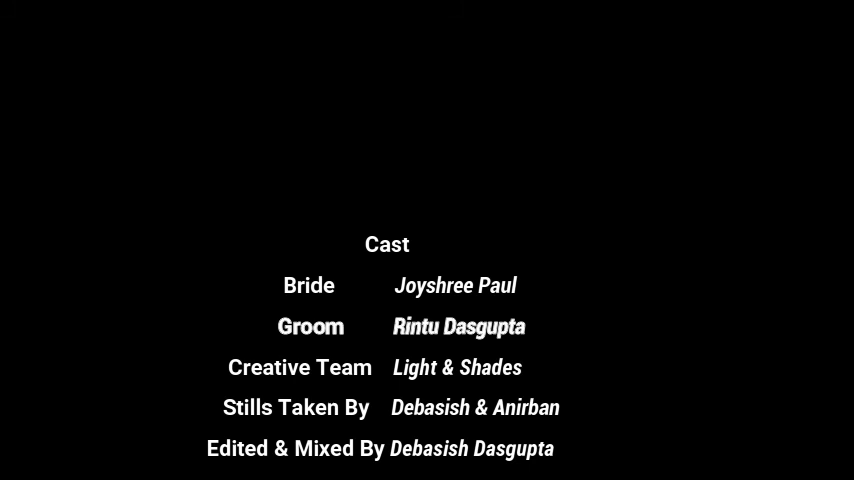 Cast
Bride Joyshree Paul
Groom Rintu Dasgupta
Creative Team Light & Shades
Stills Taken By Debasish & Anirban
Edited & Mixed By Debasish Dasgupta